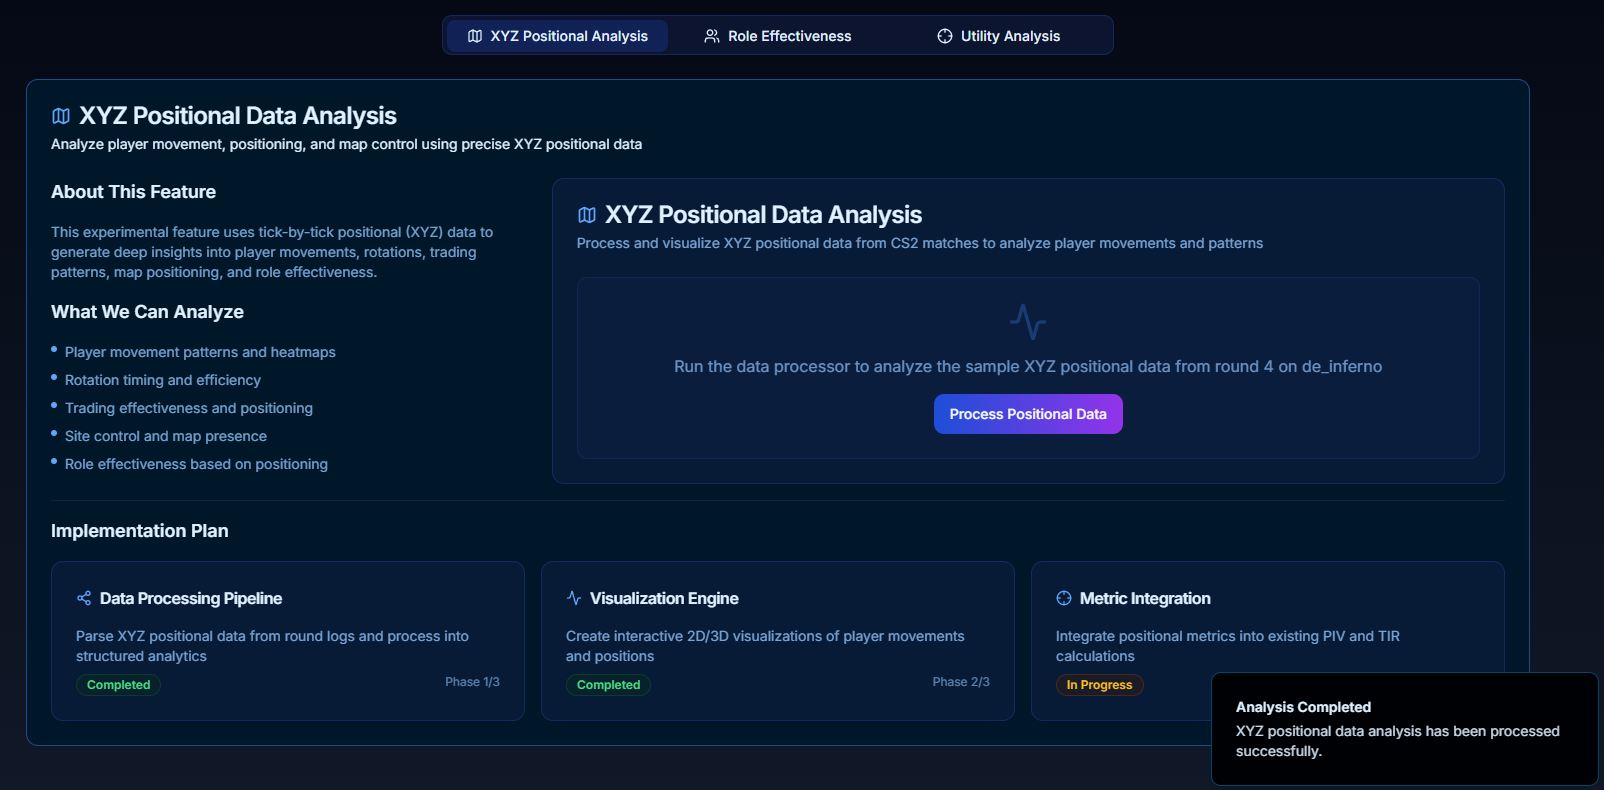 XYZ Positional Analysis
Role Effectiveness
Utility Analysis
XYZ Positional Data Analysis
Analyze player movement, positioning, and map control using precise XYZ positional data
About This Feature
This experimental feature uses tick-by-tick positional (XYZ) data to
generate deep insights into player movements, rotations, trading
patterns, map positioning, and role effectiveness.
What We Can Analyze
Player movement patterns and heatmaps
Rotation timing and efficiency
Trading effectiveness and positioning
Site control and map presence
Role effectiveness based on positioning
XYZ Positional Data Analysis
Process and visualize XYZ positional data from CS2 matches to analyze player movements and patterns
Run the data processor to analyze the sample XYZ positional data from round 4 on de_inferno
Process Positional Data
Implementation Plan
Data Processing Pipeline
Parse XYZ positional data from round logs and process into
structured analytics
Completed
Phase 1/3
Visualization Engine
Create interactive 2D/3D visualizations of player movements
and positions
Completed
Phase 2/3
Metric Integration
Integrate positional metrics into existing PIV and TIR
calculations
In Progress
Analysis Completed
XYZ positional data analysis has been processed
successfully.